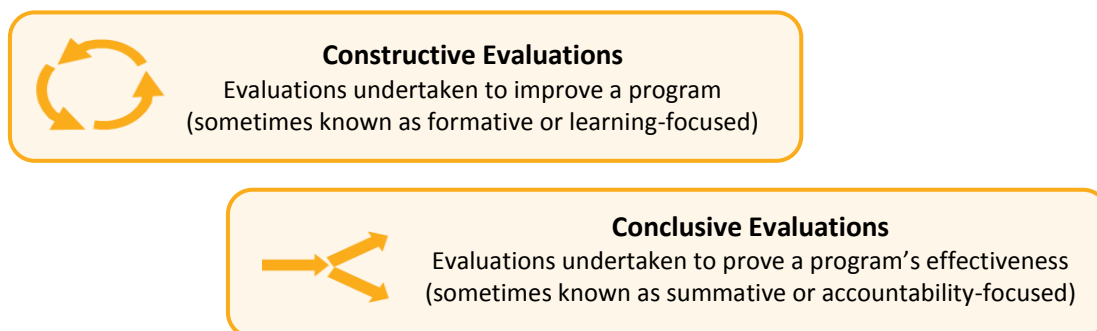 Constructive Evaluations
Evaluations undertaken to improve a program
(sometimes known as formative or learning-focused)
Conclusive Evaluations
Evaluations undertaken to prove a program’s effectiveness
(sometimes known as summative or accountability-focused)